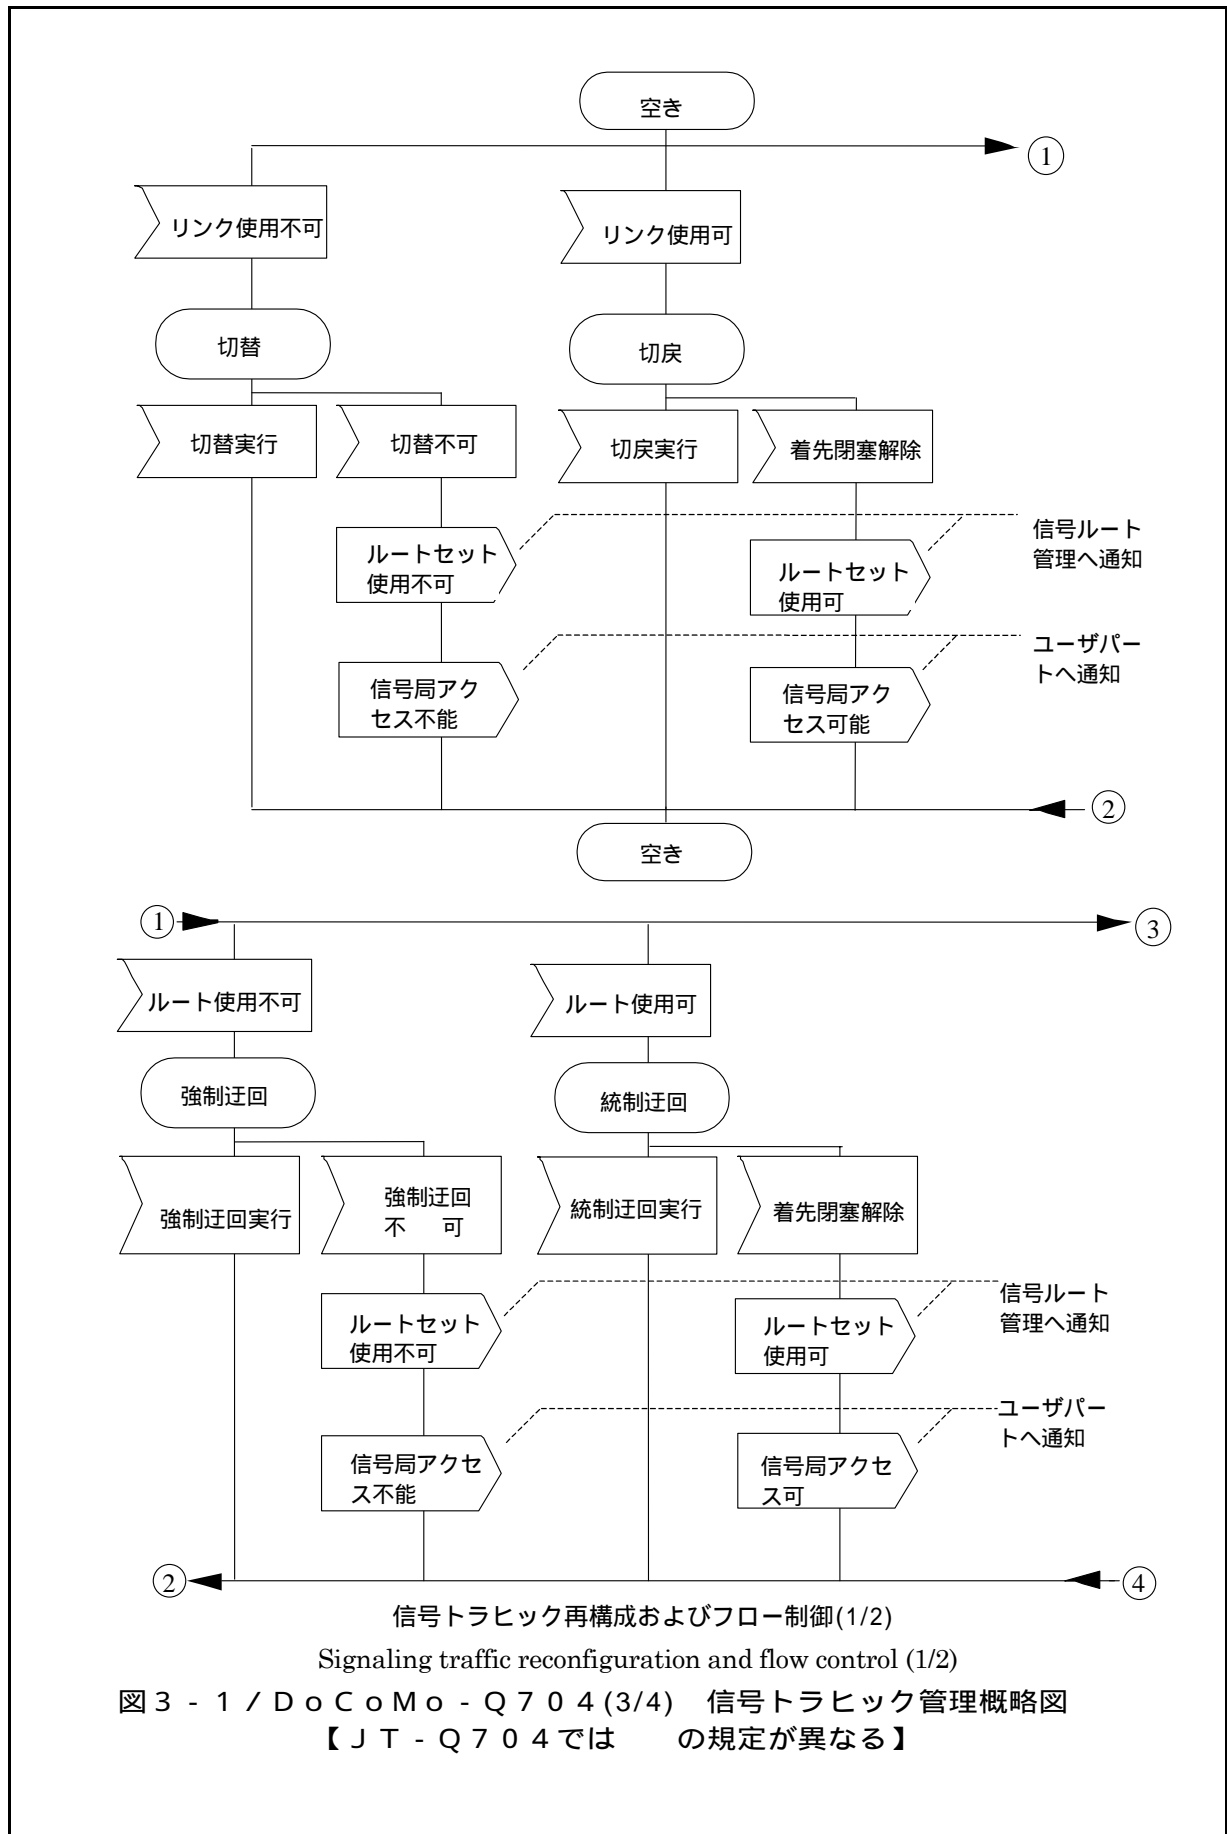 空き
①
リンク使用不可
リンク使用可
切替
切戻
切替実行
切替不可
切戻実行
着先閉塞解除
ルートセット
使用不可
ルートセット
使用可
信号ルート
管理へ通知
信号局アク
セス不能
信号局アク
セス可能
ユーザパー
トへ通知
②
空き
①
③
ルート使用不可
ルート使用可
強制迂回
統制迂回
強制迂回実行
強制迂回
不　可
統制迂回実行
着先閉塞解除
ルートセット
使用不可
ルートセット
使用可
信号ルート
管理へ通知
信号局アクセ
ス不能
信号局アクセ
ス可
ユーザパー
トへ通知
②
④
信号トラヒック再構成およびフロー制御(1/2)
Signaling traffic reconfiguration and flow control (1/2)
図３‐１／ＤｏＣｏＭｏ‐Ｑ７０４(3/4)　信号トラヒック管理概略図
【ＪＴ‐Ｑ７０４では　　の規定が異なる】